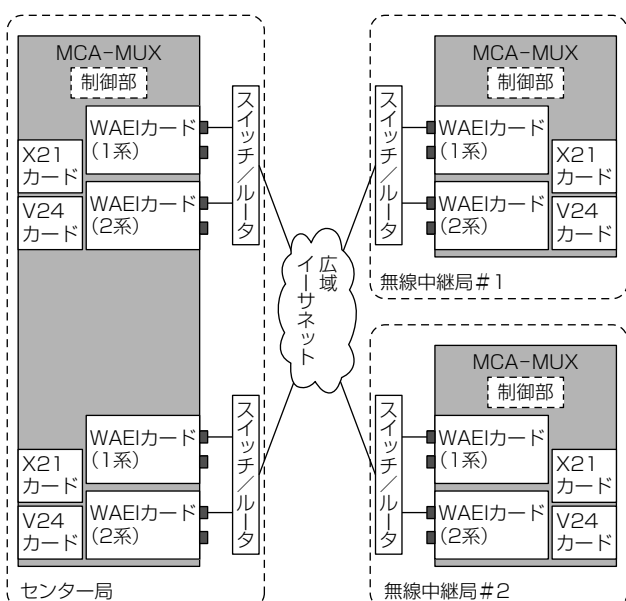 MCA-MUX
制御部
WAEIカード
(1系)
X21
カード
WAEIカード
(2系)
V24
カード
スイッチ/ルータ
WAEIカード
(1系)
X21
カード
WAEIカード
(2系)
V24
カード
スイッチ/ルータ
センター局
広域
イーサネット
MCA-MUX
制御部
スイッチ/ルータ
WAEIカード
(1系)
X21
カード
WAEIカード
(2系)
V24
カード
無線中継局#1
MCA-MUX
制御部
スイッチ/ルータ
WAEIカード
(1系)
X21
カード
WAEIカード
(2系)
V24
カード
無線中継局#2